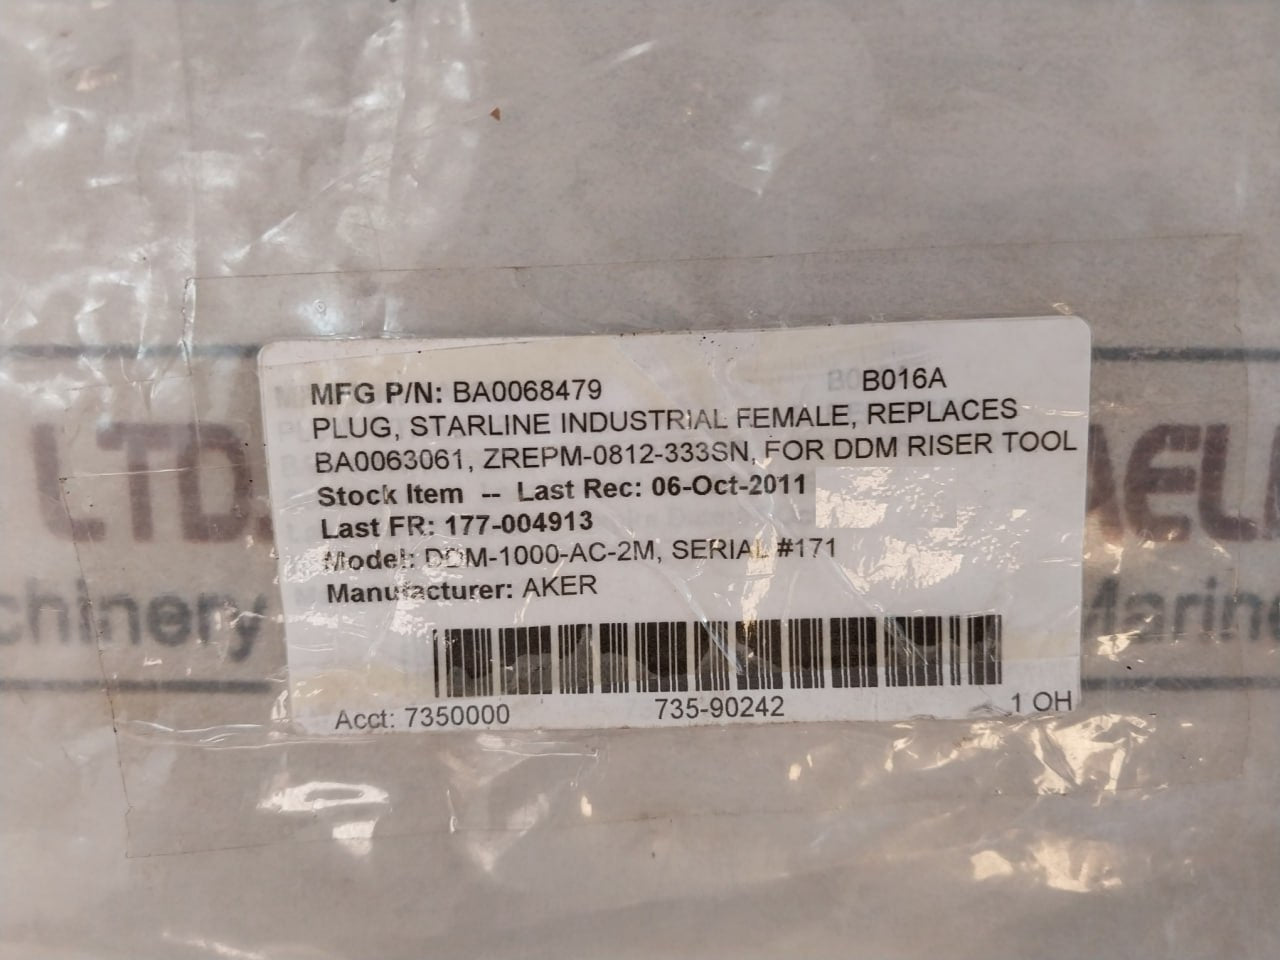 MFG P/N: BA0068479 B016A
PLUG, STARLINE INDUSTRIAL FEMALE, REPLACES
BA0063061, ZREPM-0812-333SN, FOR DDM RISER TOOL
Stock Item -- Last Rec: 06-Oct-2011
Last FR: 177-004913
Model: DDM-1000-AC-2M, SERIAL #171
Manufacturer: AKER
Acct: 7350000 735-90242 1 OH
LTD.
Marine